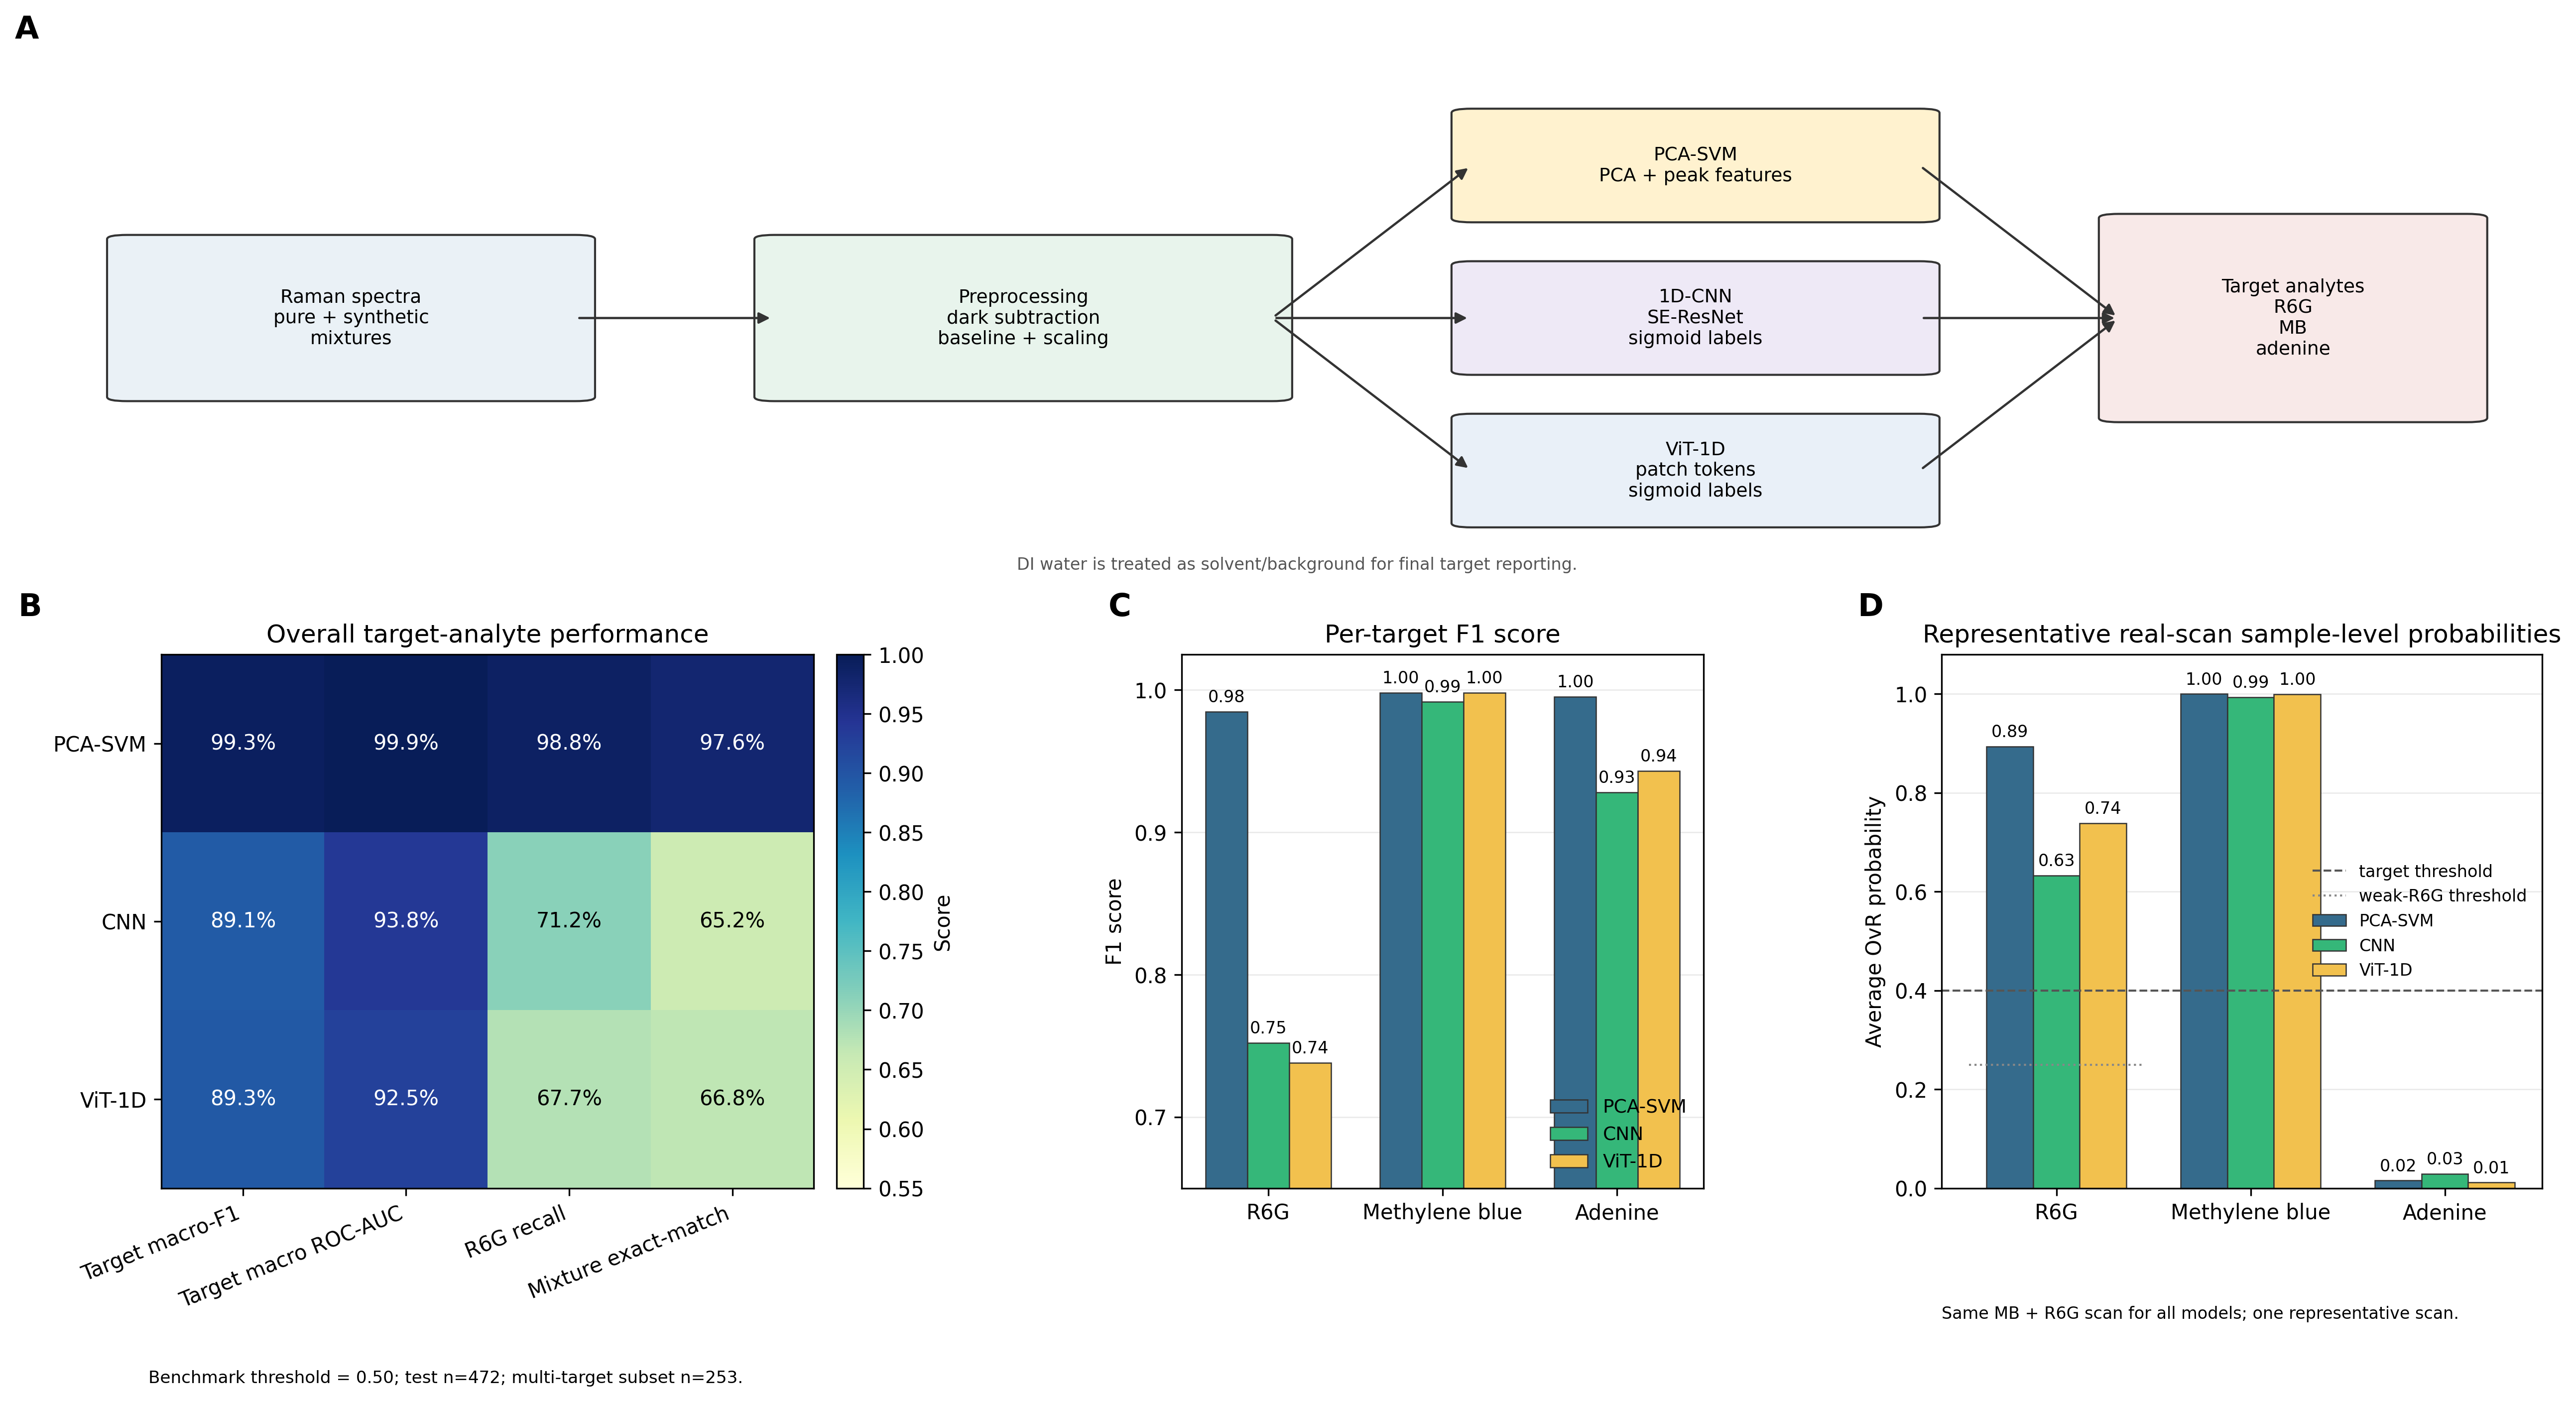 A
Raman spectra
pure + synthetic
mixtures
Preprocessing
dark subtraction
baseline + scaling
PCA-SVM
PCA + peak features
1D-CNN
SE-ResNet
sigmoid labels
ViT-1D
patch tokens
sigmoid labels
Target analytes
R6G
MB
adenine
DI water is treated as solvent/background for final target reporting.
B
Overall target-analyte performance
PCA-SVM
99.3% 99.9% 98.8% 97.6%
CNN
89.1% 93.8% 71.2% 65.2%
ViT-1D
89.3% 92.5% 67.7% 66.8%
Target macro-F1
Target macro ROC-AUC
R6G recall
Mixture exact-match
1.00
0.95
0.90
0.85
0.80
0.75
0.70
0.65
0.60
0.55
Score
Benchmark threshold = 0.50; test n=472; multi-target subset n=253.
C
Per-target F1 score
F1 score
1.0
0.9
0.8
0.7
0.98
0.75
0.74
1.00
0.99
1.00
1.00
0.93
0.94
PCA-SVM
CNN
ViT-1D
R6G
Methylene blue
Adenine
D
Representative real-scan sample-level probabilities
Average OvR probability
1.0
0.8
0.6
0.4
0.2
0.0
0.89
0.63
0.74
1.00
0.99
1.00
0.02
0.03
0.01
target threshold
weak-R6G threshold
PCA-SVM
CNN
ViT-1D
R6G
Methylene blue
Adenine
Same MB + R6G scan for all models; one representative scan.